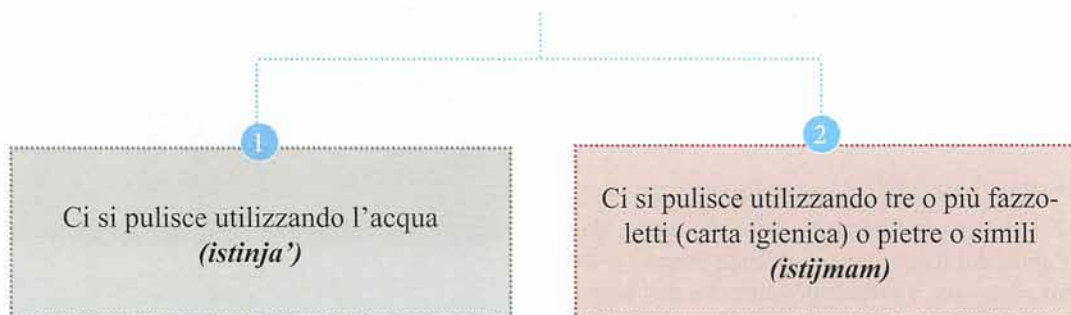 1
Ci si pulisce utilizzando l’acqua
(istinja’)
2
Ci si pulisce utilizzando tre o più fazzo-
letti (carta igienica) o pietre o simili
(istijmam)